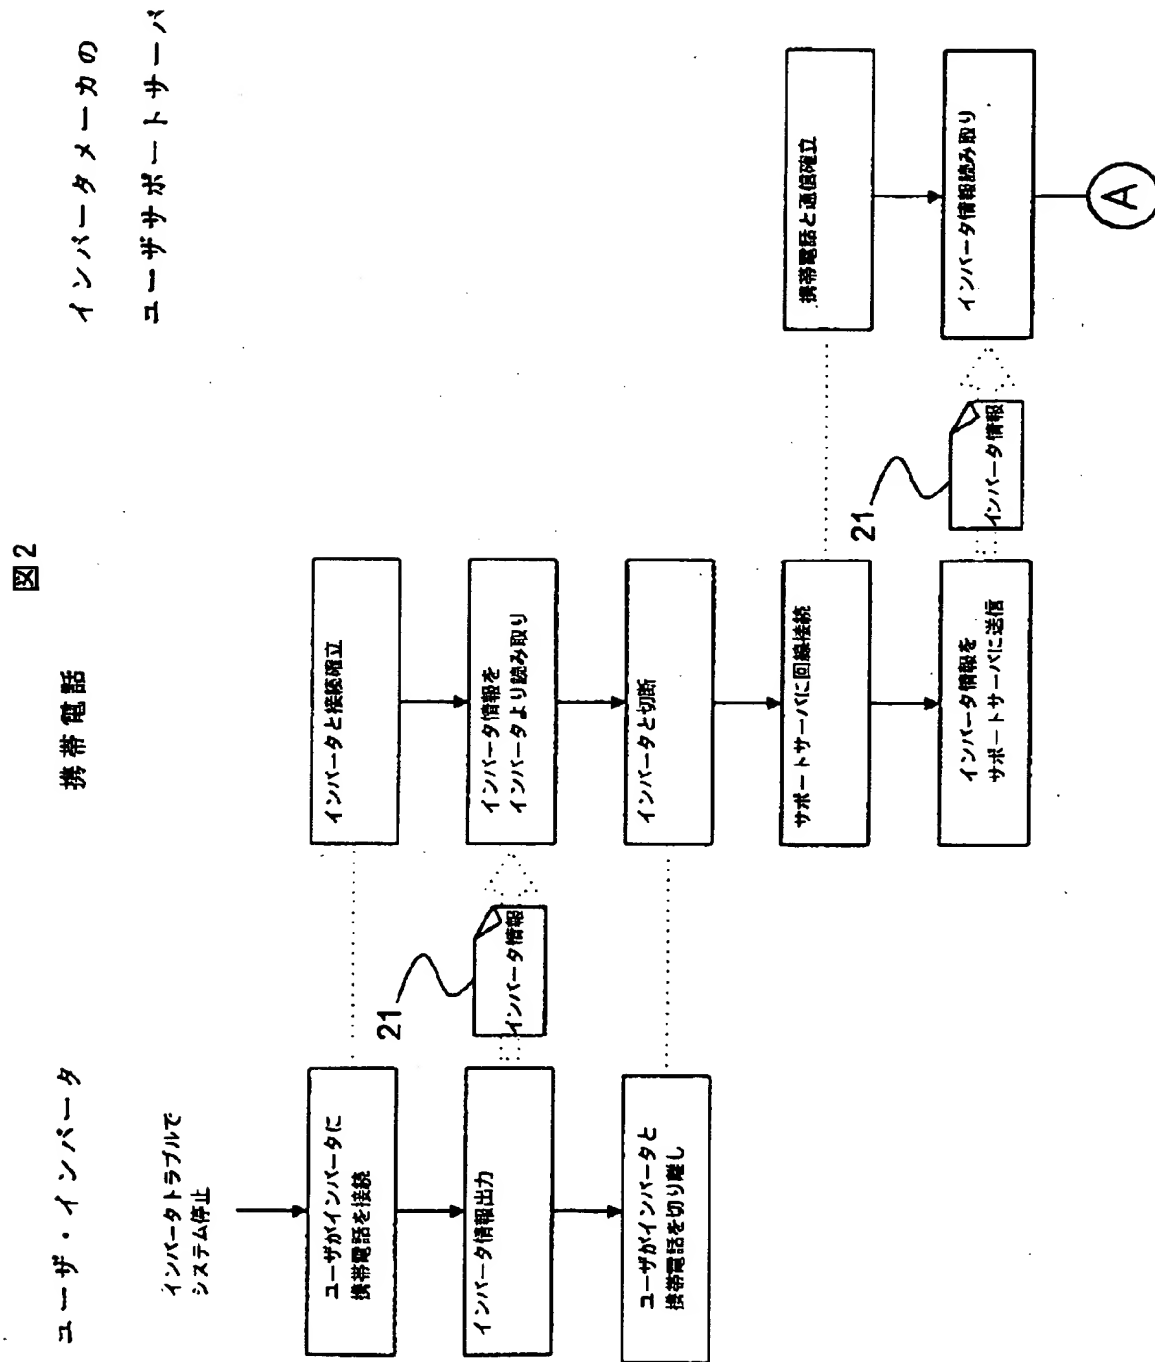 図2
ユーザ・インバータ
携帯電話
インバータメーカの
ユーザサポートサーバ
インバータトラブルで
システム停止
ユーザがインバータに
携帯電話を接続
インバータと接続確立
インバータ情報出力
21
インバータ情報
インバータ情報を
インバータより読み取り
ユーザがインバータと
携帯電話を切り離し
インバータと切断
サポートサーバに回線接続
携帯電話と通信確立
インバータ情報を
サポートサーバに送信
21
インバータ情報
インバータ情報読み取り
A